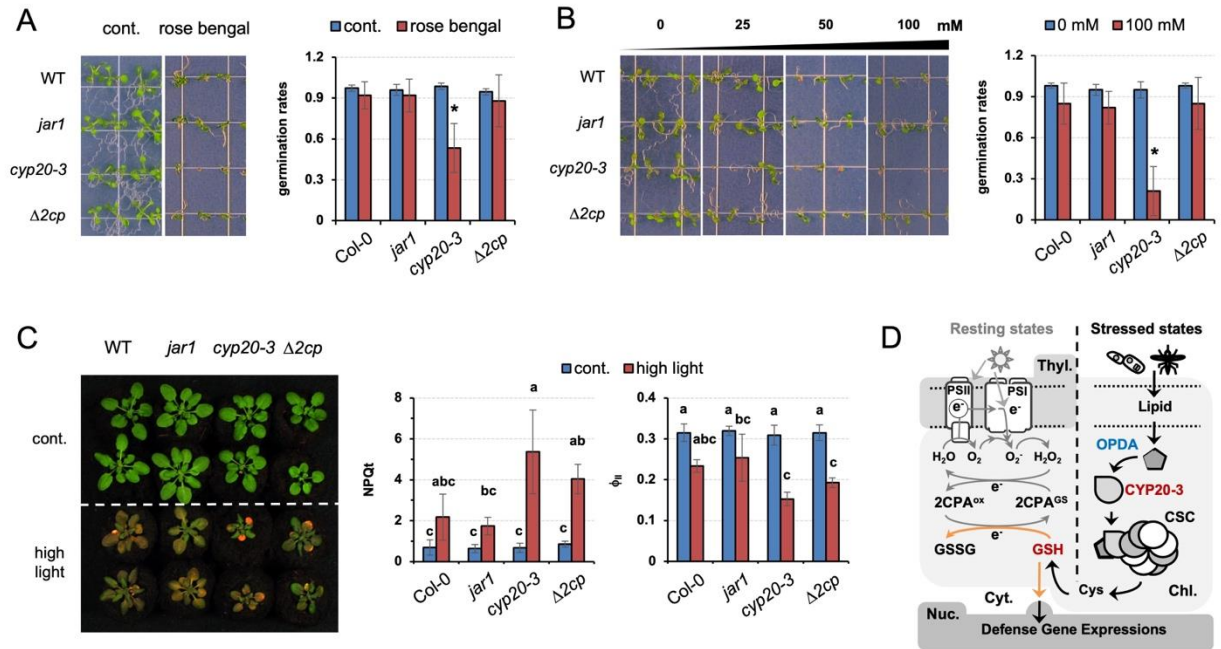 A
cont. rose bengal
WT
jar1
cyp20-3
Δ2cp
cont. rose bengal
germination rates
1.2
0.9
0.6
0.3
0
*
Col-0
jar1
cyp20-3
Δ2cp
B
0 25 50 100 mM
WT
jar1
cyp20-3
Δ2cp
0 mM 100 mM
germination rates
1.2
0.9
0.6
0.3
0
*
Col-0
jar1
cyp20-3
Δ2cp
C
WT jar1 cyp20-3 Δ2cp
cont.
high
light
cont. high light
NPQt
8
6
4
2
0
c abc c bc c a c ab
Col-0
jar1
cyp20-3
Δ2cp
ϕII
0.4
0.3
0.2
0.1
0
a abc a bc a c a c
Col-0
jar1
cyp20-3
Δ2cp
D
Resting states
Stressed states
Thyl.
PSII PSI
e- e-
Lipid
OPDA
H2O O2 O2- H2O2
e-
CYP20-3
2CPAox 2CPAGS
CSC
e-
GSSG GSH
Cys
Chl.
Cyt.
Nuc.
Defense Gene Expressions